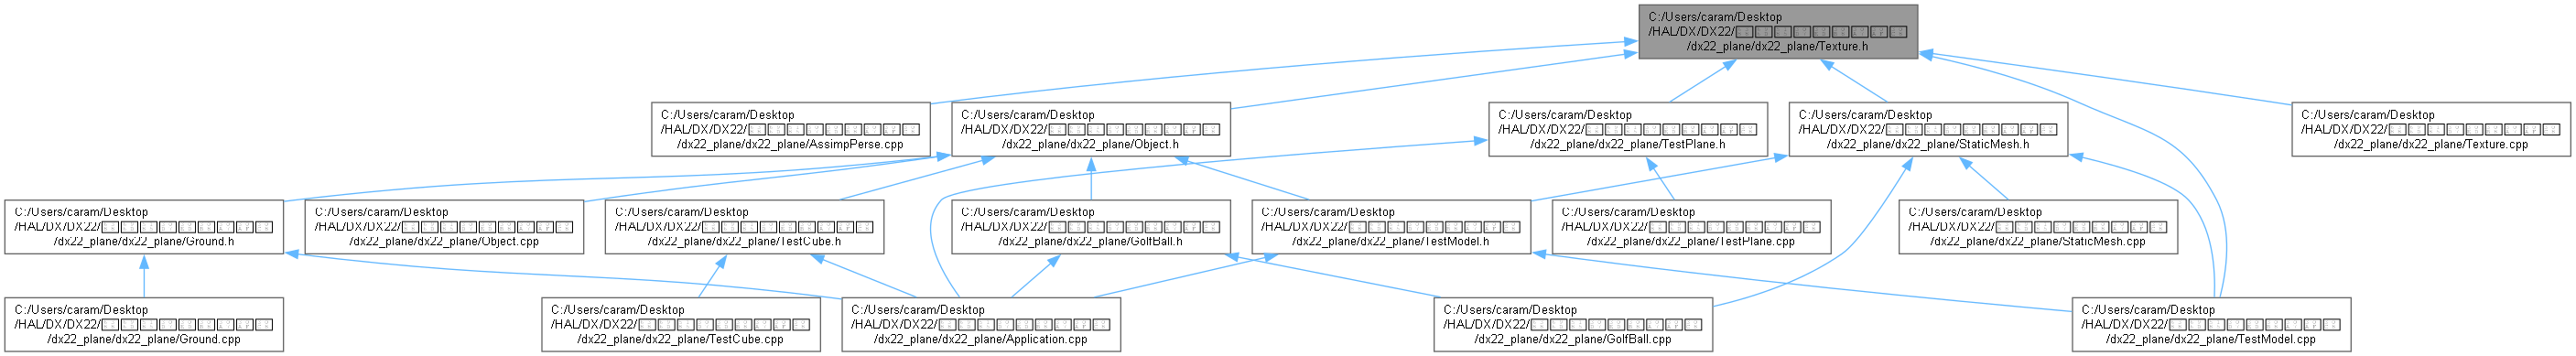 C:/Users/caram/Desktop
/HAL/DX/DX22/
/dx22_plane/dx22_plane/Texture.h
C:/Users/caram/Desktop
/HAL/DX/DX22/
/dx22_plane/dx22_plane/AssimpPerse.cpp
C:/Users/caram/Desktop
/HAL/DX/DX22/
/dx22_plane/dx22_plane/Object.h
C:/Users/caram/Desktop
/HAL/DX/DX22/
/dx22_plane/dx22_plane/TestPlane.h
C:/Users/caram/Desktop
/HAL/DX/DX22/
/dx22_plane/dx22_plane/StaticMesh.h
C:/Users/caram/Desktop
/HAL/DX/DX22/
/dx22_plane/dx22_plane/Texture.cpp
C:/Users/caram/Desktop
/HAL/DX/DX22/
/dx22_plane/dx22_plane/Ground.h
C:/Users/caram/Desktop
/HAL/DX/DX22/
/dx22_plane/dx22_plane/Object.cpp
C:/Users/caram/Desktop
/HAL/DX/DX22/
/dx22_plane/dx22_plane/TestCube.h
C:/Users/caram/Desktop
/HAL/DX/DX22/
/dx22_plane/dx22_plane/GolfBall.h
C:/Users/caram/Desktop
/HAL/DX/DX22/
/dx22_plane/dx22_plane/TestModel.h
C:/Users/caram/Desktop
/HAL/DX/DX22/
/dx22_plane/dx22_plane/TestPlane.cpp
C:/Users/caram/Desktop
/HAL/DX/DX22/
/dx22_plane/dx22_plane/StaticMesh.cpp
C:/Users/caram/Desktop
/HAL/DX/DX22/
/dx22_plane/dx22_plane/Ground.cpp
C:/Users/caram/Desktop
/HAL/DX/DX22/
/dx22_plane/dx22_plane/TestCube.cpp
C:/Users/caram/Desktop
/HAL/DX/DX22/
/dx22_plane/dx22_plane/Application.cpp
C:/Users/caram/Desktop
/HAL/DX/DX22/
/dx22_plane/dx22_plane/GolfBall.cpp
C:/Users/caram/Desktop
/HAL/DX/DX22/
/dx22_plane/dx22_plane/TestModel.cpp